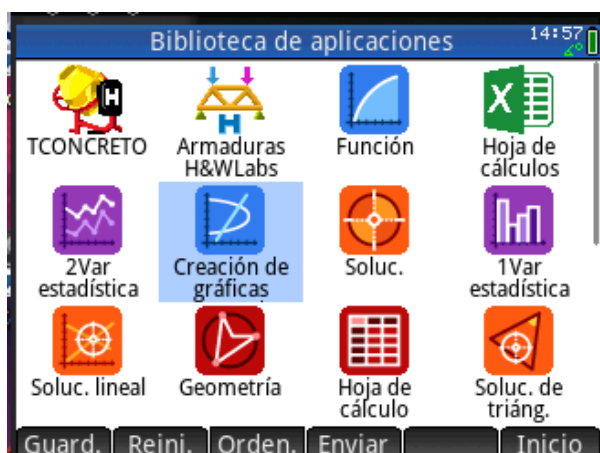 Biblioteca de aplicaciones
14:57
H
TCONCRETO
Armaduras
H&WLabs
H
Función
X
Hoja de
cálculos
2Var
estadística
Creación de
gráficas
Soluc.
1Var
estadística
Soluc. lineal
Geometría
Hoja de
cálculo
Soluc. de
triáng.
Guard.
Reini.
Orden.
Enviar
Inicio